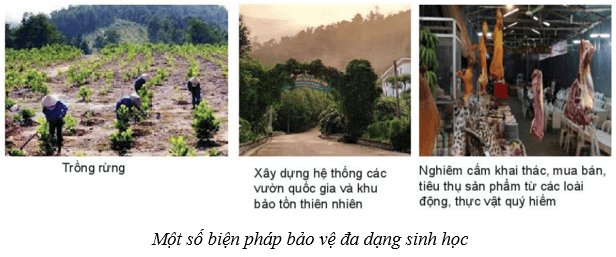 Trồng rừng
Xây dựng hệ thống các
vườn quốc gia và khu
bảo tồn thiên nhiên
Nghiêm cấm khai thác, mua bán,
tiêu thụ sản phẩm từ các loài
động, thực vật quý hiếm
Một số biện pháp bảo vệ đa dạng sinh học